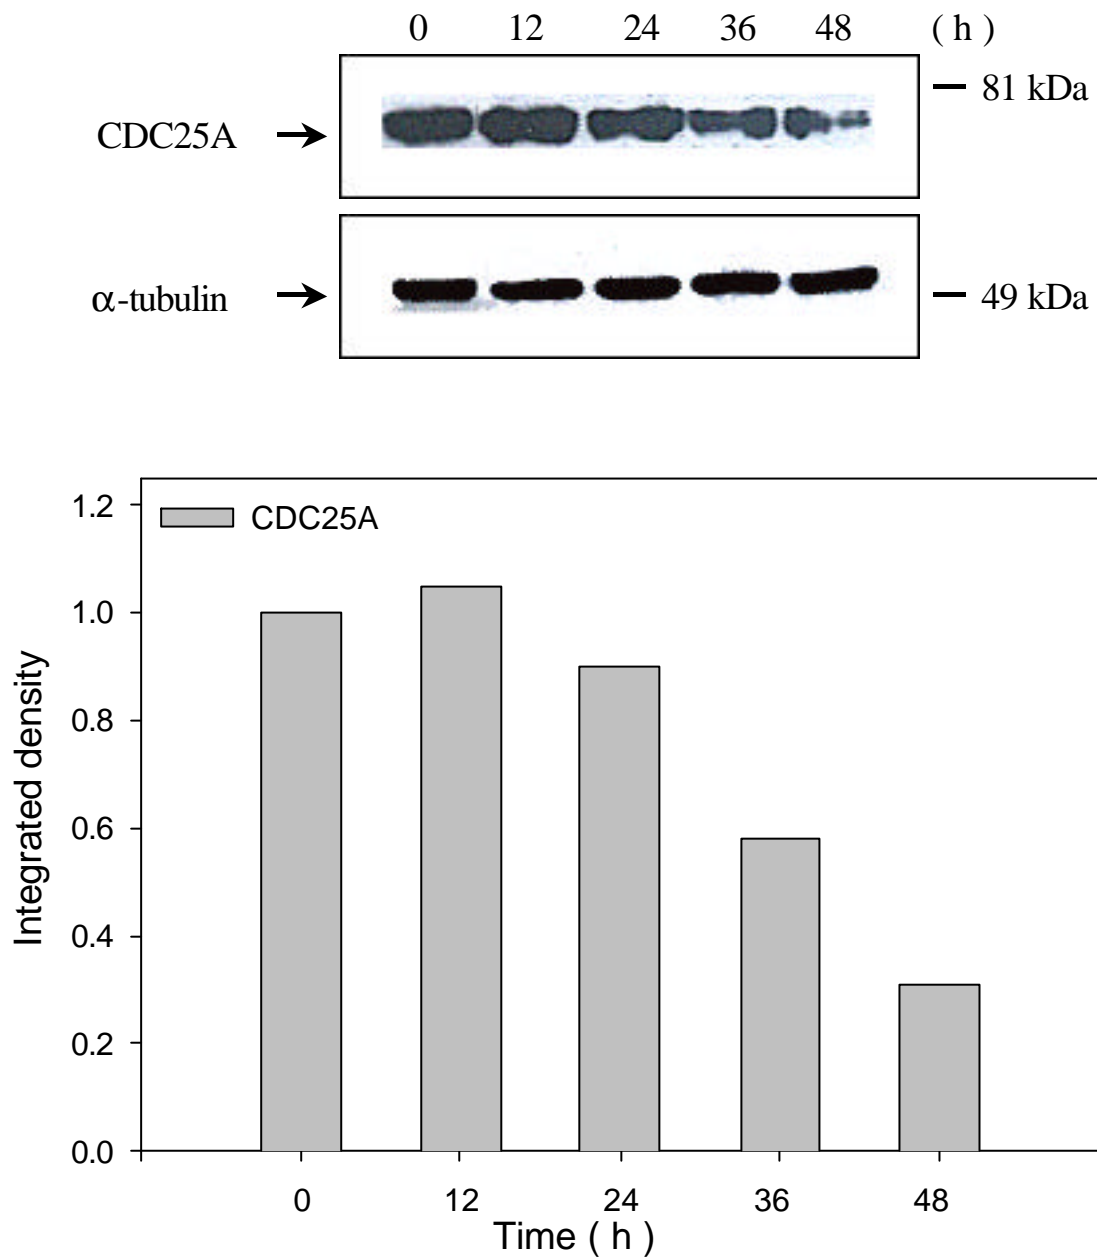 0 12 24 36 48 ( h )
81 kDa
CDC25A
α-tubulin
49 kDa
1.2
CDC25A
1.0
0.8
0.6
0.4
0.2
0.0
Integrated density
0 12 24 36 48
Time ( h )